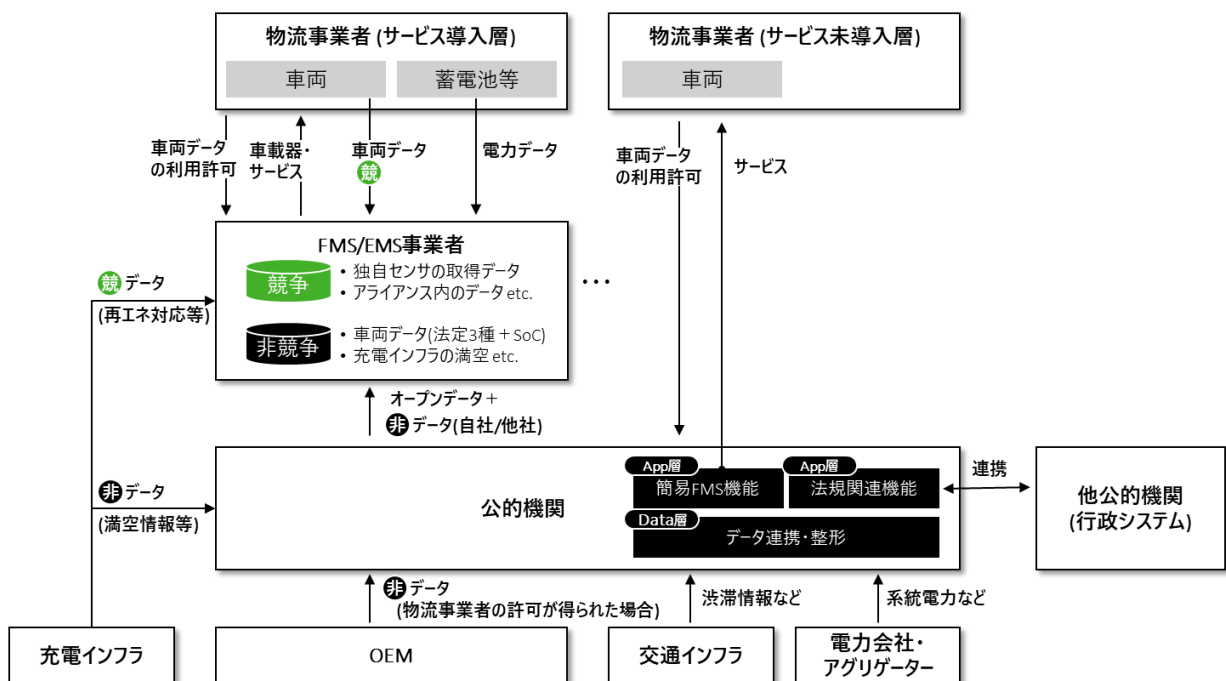 物流事業者 (サービス導入層)
車両
蓄電池等
物流事業者 (サービス未導入層)
車両
車両データ
の利用許可
車載器・
サービス
車両データ
競
電力データ
車両データ
の利用許可
サービス
FMS/EMS事業者
競争
• 独自センサの取得データ
• アライアンス内のデータ etc.
非競争
• 車両データ(法定3種+SoC)
• 充電インフラの満空 etc.
…
競 データ
(再エネ対応等)
オープンデータ+
非 データ(自社/他社)
非 データ
(満空情報等)
公的機関
App層
簡易FMS機能
App層
法規関連機能
Data層
データ連携・整形
連携
他公的機関
(行政システム)
非 データ
(物流事業者の許可が得られた場合)
渋滞情報など
系統電力など
充電インフラ
OEM
交通インフラ
電力会社・
アグリゲーター